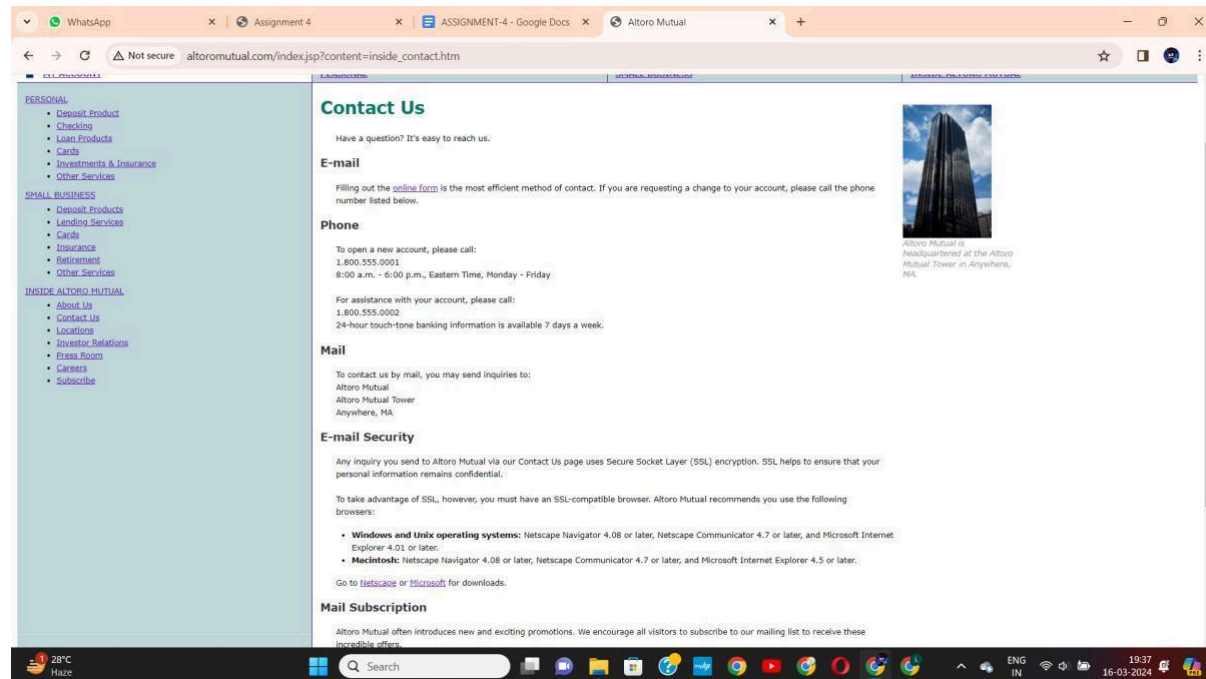 WhatsApp
Assignment 4
ASSIGNMENT-4 - Google Docs
Altoro Mutual
Not secure
altoromutual.com/index.jsp?content=inside_contact.htm
MY ACCOUNT
PERSONAL
SMALL BUSINESS
INSIDE ALTORO MUTUAL
PERSONAL
Deposit Product
Checking
Loan Products
Cards
Investments & Insurance
Other Services
SMALL BUSINESS
Deposit Products
Lending Services
Cards
Insurance
Retirement
Other Services
INSIDE ALTORO MUTUAL
About Us
Contact Us
Locations
Investor Relations
Press Room
Careers
Subscribe
Contact Us
Have a question? It's easy to reach us.
E-mail
Filling out the online form is the most efficient method of contact. If you are requesting a change to your account, please call the phone
number listed below.
Phone
To open a new account, please call:
1.800.555.0001
8:00 a.m. - 6:00 p.m., Eastern Time, Monday - Friday
For assistance with your account, please call:
1.800.555.0002
24-hour touch-tone banking information is available 7 days a week.
Mail
To contact us by mail, you may send inquiries to:
Altoro Mutual
Altoro Mutual Tower
Anywhere, MA
E-mail Security
Any inquiry you send to Altoro Mutual via our Contact Us page uses Secure Socket Layer (SSL) encryption. SSL helps to ensure that your
personal information remains confidential.
To take advantage of SSL, however, you must have an SSL-compatible browser. Altoro Mutual recommends you use the following
browsers:
Windows and Unix operating systems: Netscape Navigator 4.08 or later, Netscape Communicator 4.7 or later, and Microsoft Internet
Explorer 4.01 or later.
Macintosh: Netscape Navigator 4.08 or later, Netscape Communicator 4.7 or later, and Microsoft Internet Explorer 4.5 or later.
Go to Netscape or Microsoft for downloads.
Mail Subscription
Altoro Mutual often introduces new and exciting promotions. We encourage all visitors to subscribe to our mailing list to receive these
incredible offers.
Altoro Mutual is
headquartered at the Altoro
Mutual Tower in Anywhere,
MA.
1
28°C
Haze
Search
ENG
IN
19:37
16-03-2024